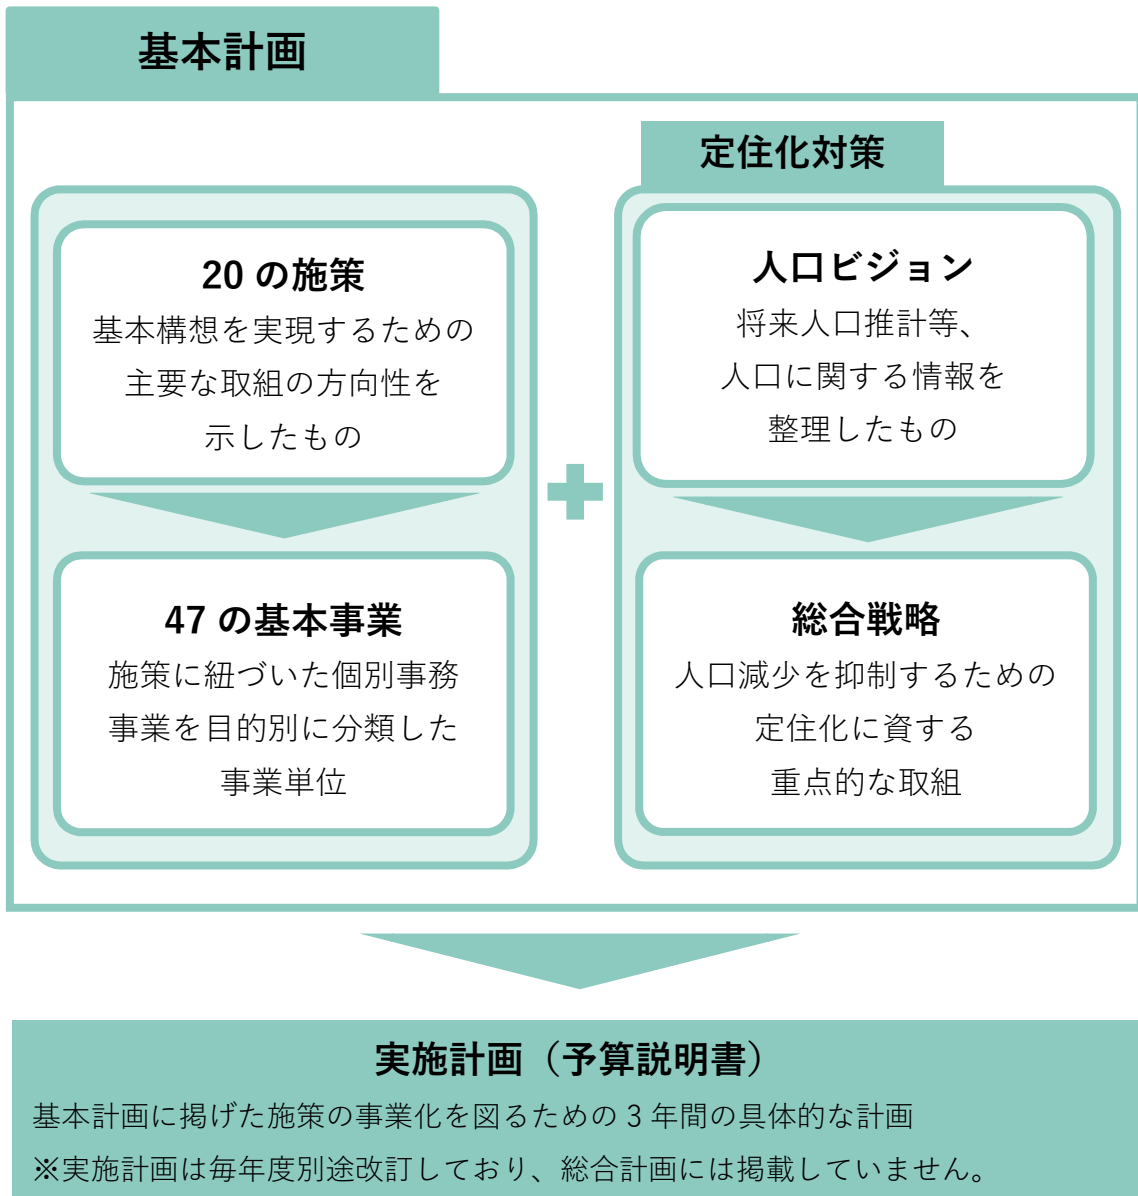 基本計画
20 の施策
基本構想を実現するための
主要な取組の方向性を
示したもの
47 の基本事業
施策に紐づいた個別事務
事業を目的別に分類した
事業単位
定住化対策
人口ビジョン
将来人口推計等、
人口に関する情報を
整理したもの
総合戦略
人口減少を抑制するための
定住化に資する
重点的な取組
実施計画（予算説明書）
基本計画に掲げた施策の事業化を図るための 3 年間の具体的な計画
※実施計画は毎年度別途改訂しており、総合計画には掲載していません。